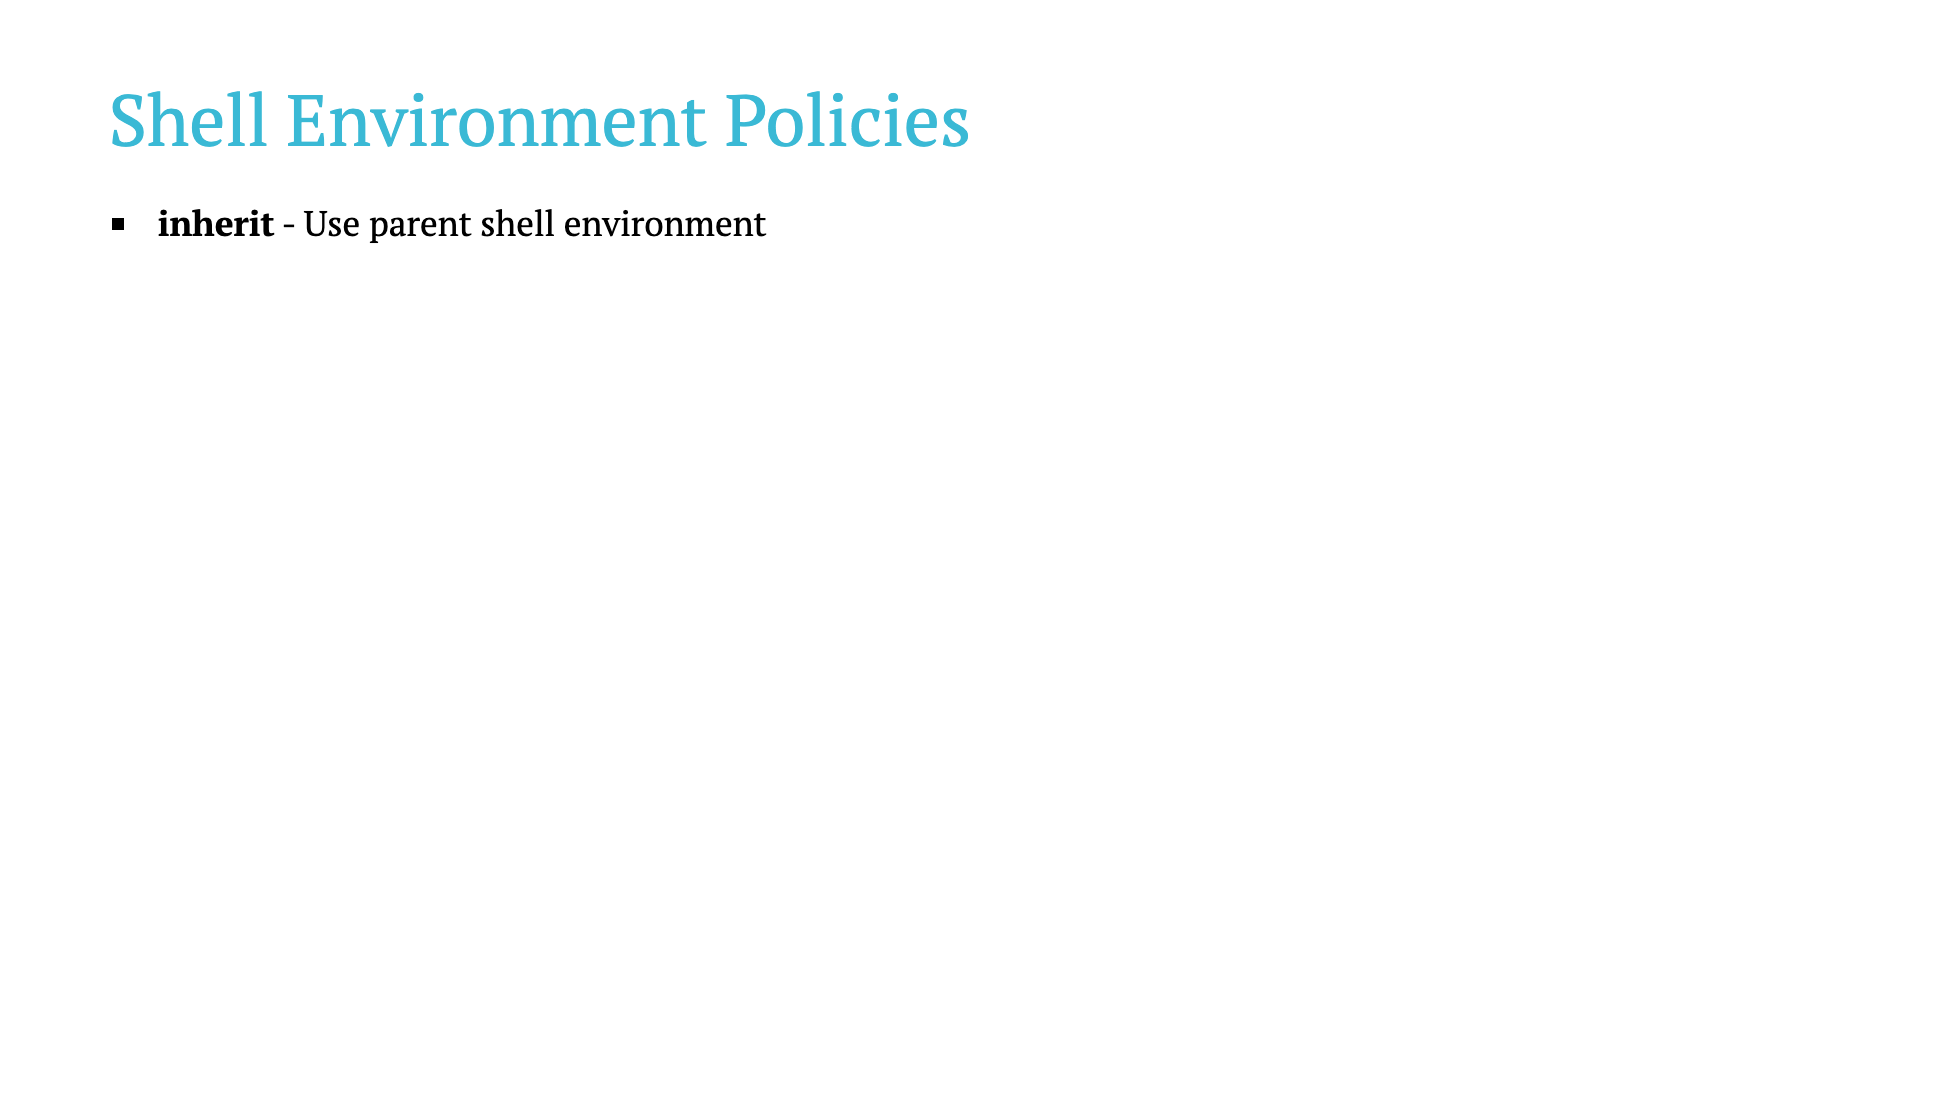 Shell Environment Policies
▪ inherit - Use parent shell environment